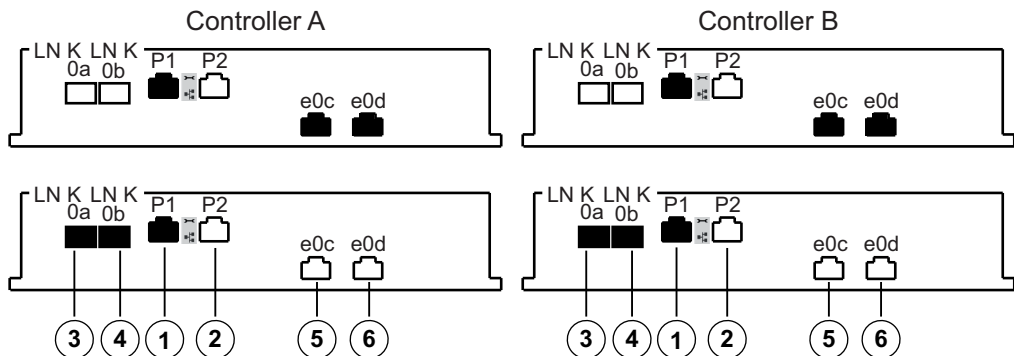 Controller A
Controller B
LN K LN K
0a 0b P1 P2
e0c e0d
LN K LN K
0a 0b P1 P2
e0c e0d
LN K LN K
0a 0b P1 P2
e0c e0d
LN K LN K
0a 0b P1 P2
e0c e0d
3 4 1 2 5 6
3 4 1 2 5 6